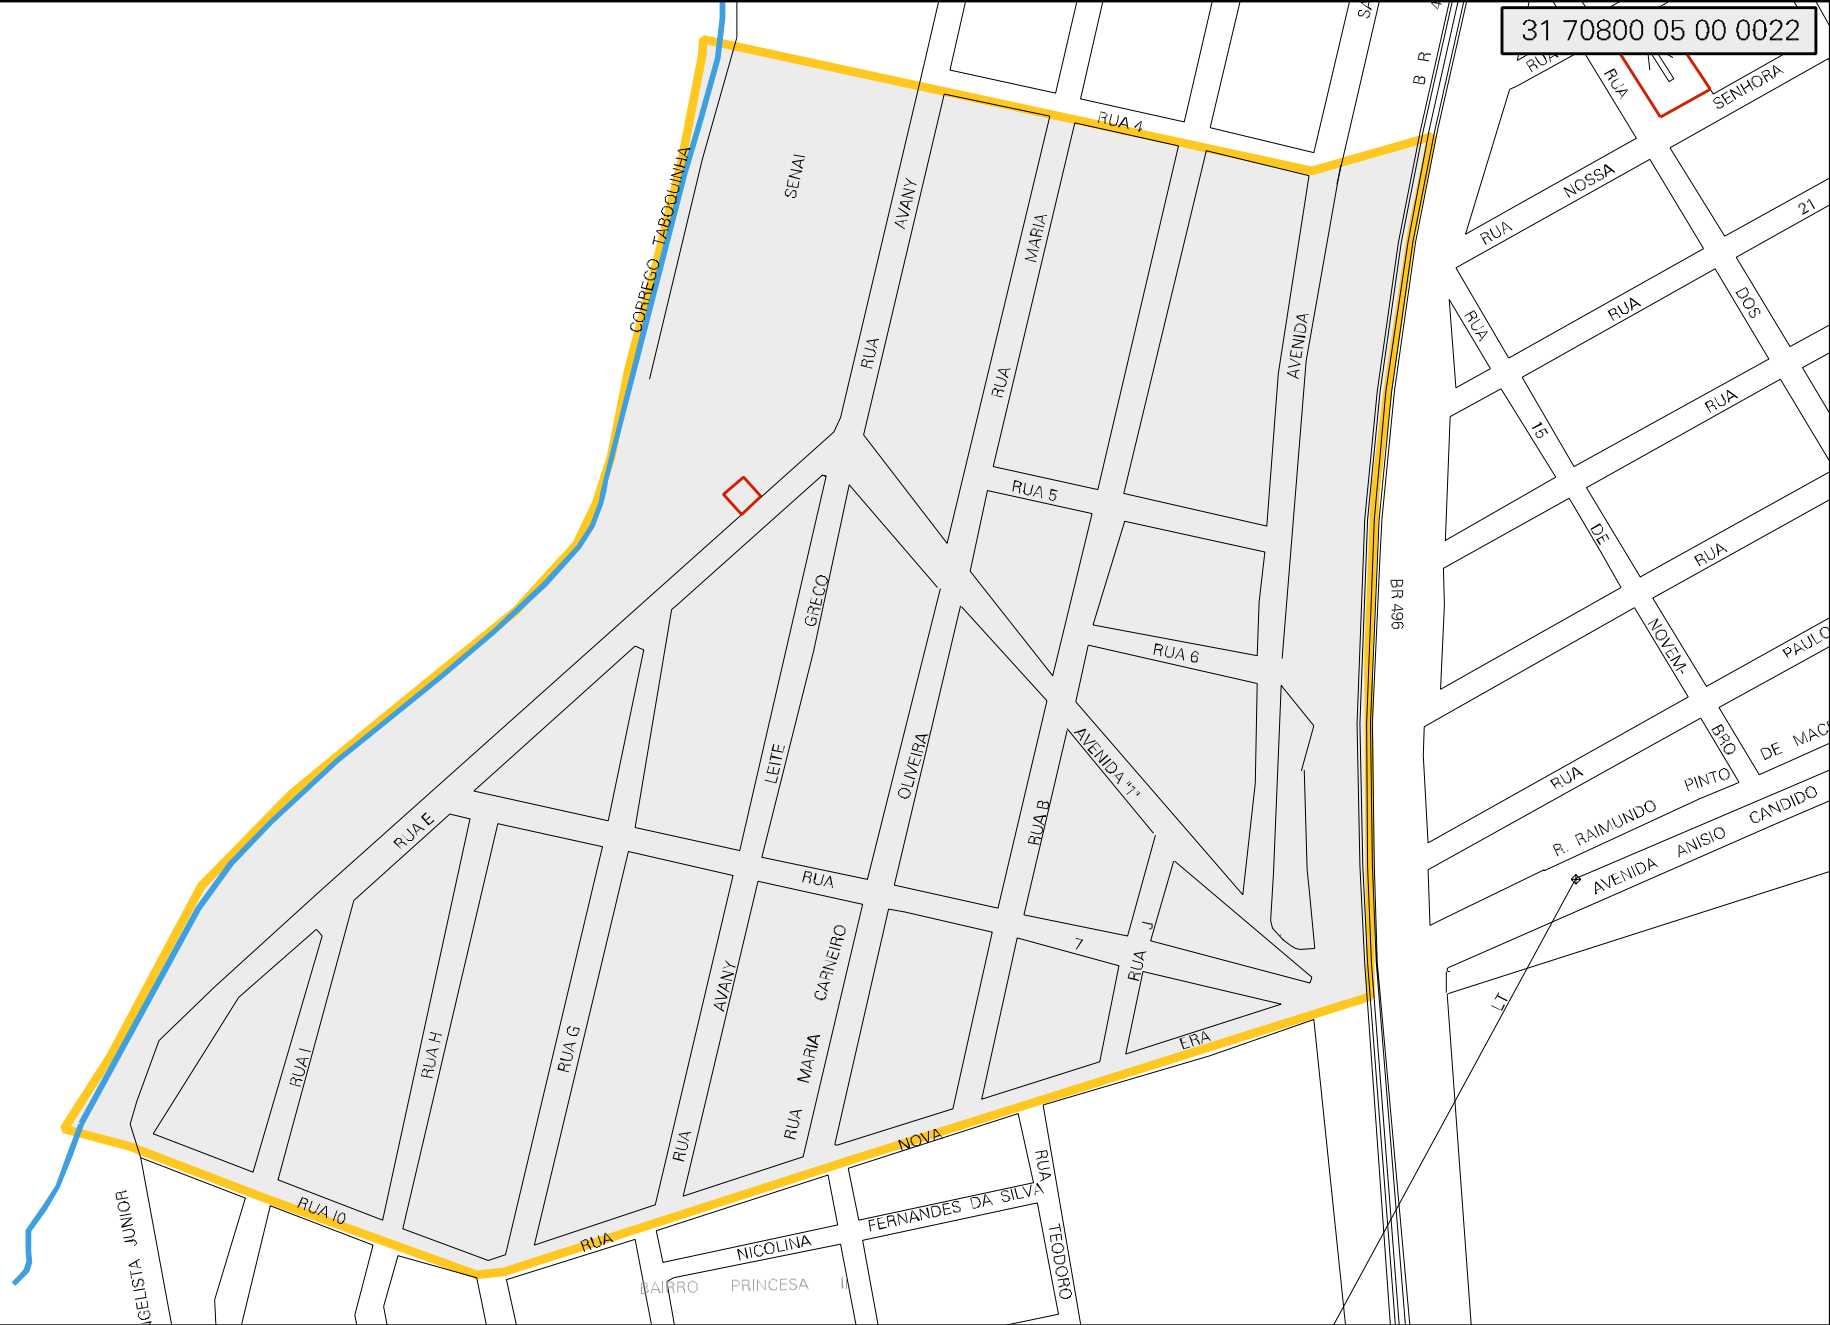 31 70800 05 00 0022
B R
RUA
RUA
SENHORA
RUA 4
CORREGO TABOQUINHA
SENAI
RUA AVANY
RUA MARIA
AVENIDA
RUA NOSSA
21
DOS
RUA
RUA
RUA
15
DE
RUA
NOVEM-
BRO
PAULO
DE
RUA
PINTO
R. RAIMUNDO
AVENIDA ANISIO CANDIDO
BR 496
LT
RUA 5
RUA 6
GRECO
LEITE
OLIVEIRA
AVENIDA "1"
RUA B
RUA E
RUA
7
RUA J
CARNEIRO
MARIA
RUA
AVANY
RUA
RUA G
RUA H
RUA I
ERA
NOVA
RUA
RUA 10
RUA
TEODORO
FERNANDES DA SILVA
NICOLINA
BAIRRO PRINCESA II
JUNIOR